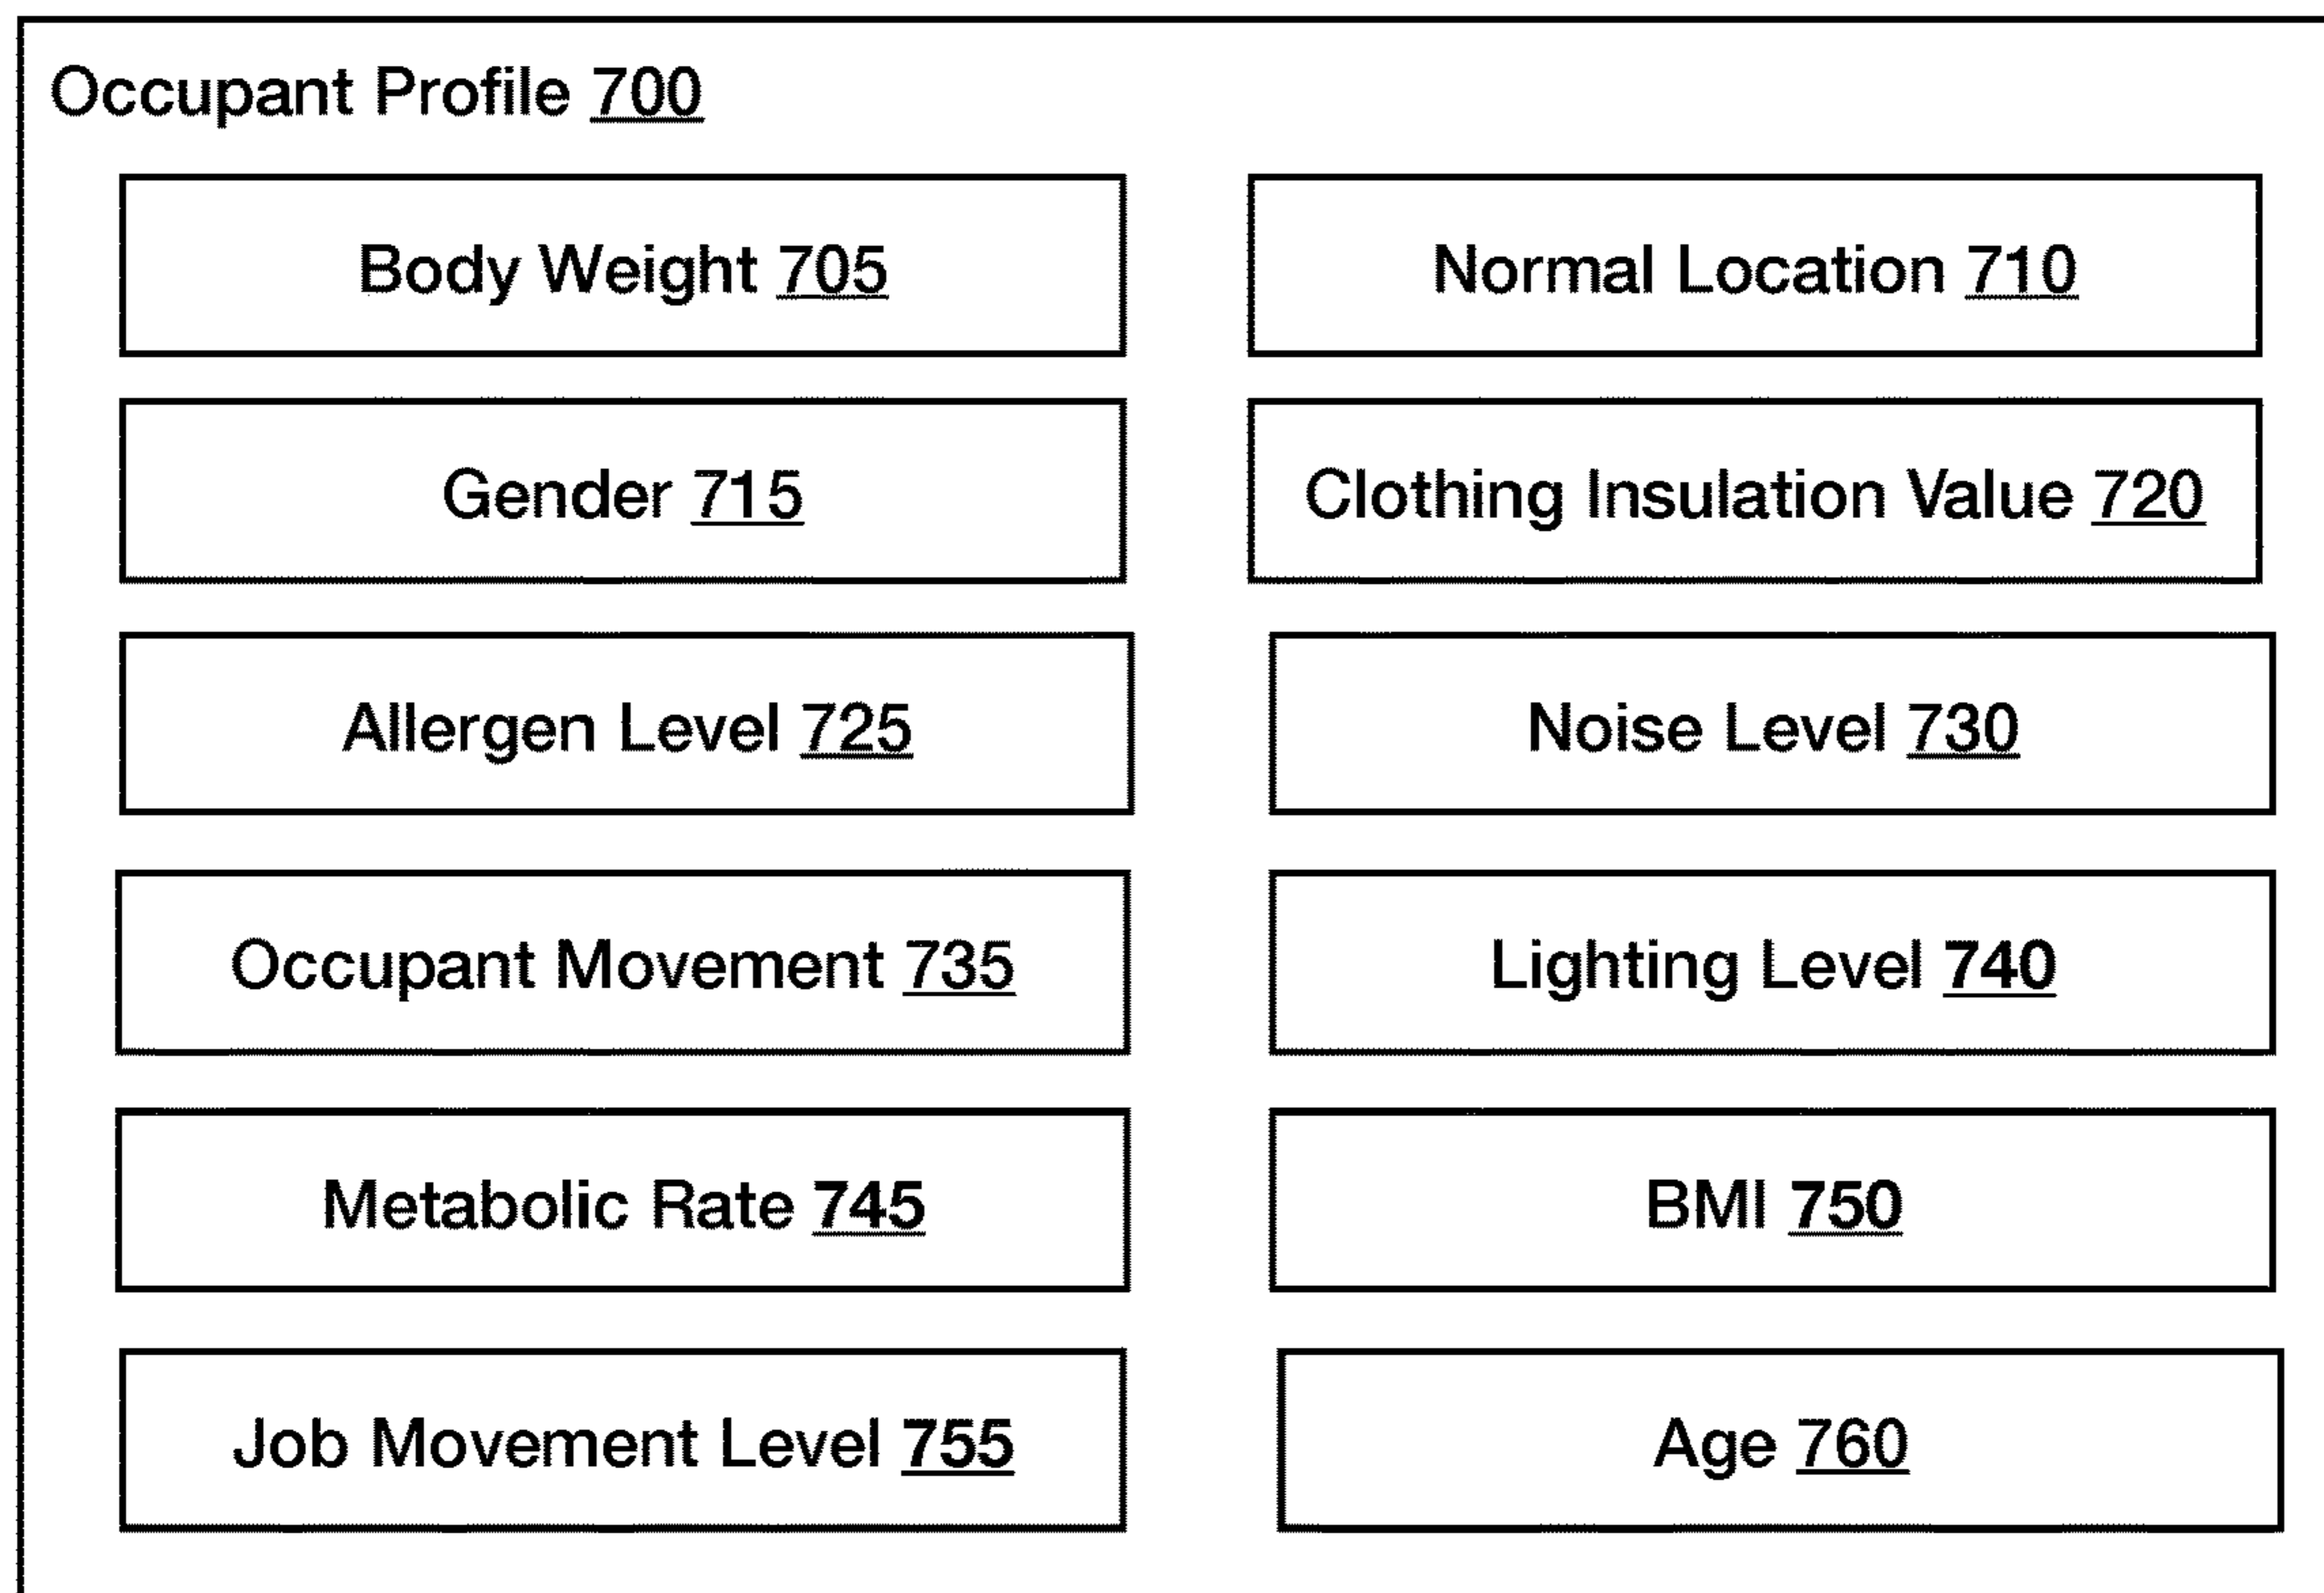 Occupant Profile 700
Body Weight 705
Normal Location 710
Gender 715
Clothing Insulation Value 720
Allergen Level 725
Noise Level 730
Occupant Movement 735
Lighting Level 740
Metabolic Rate 745
BMI 750
Job Movement Level 755
Age 760